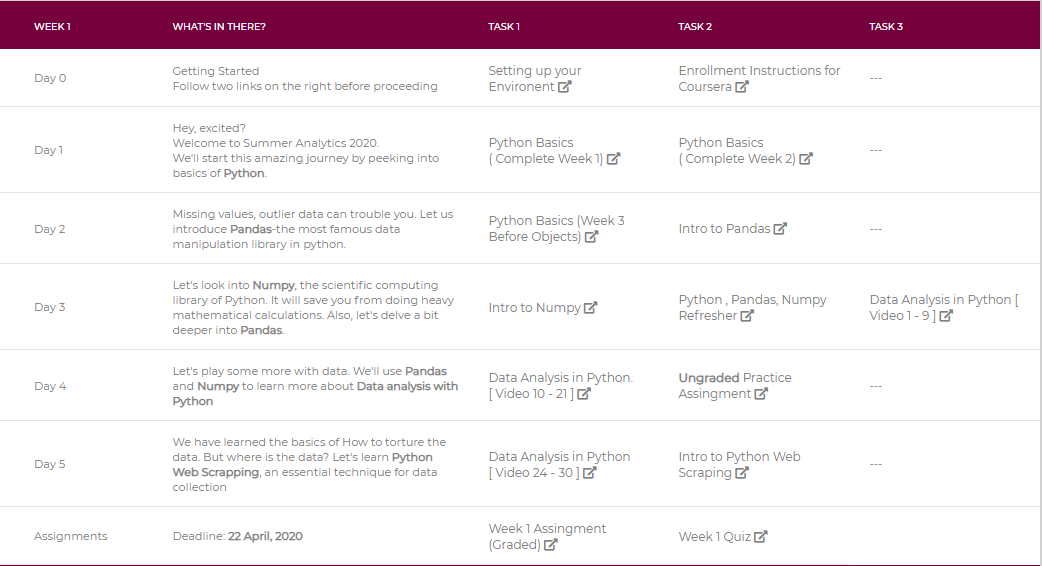 WEEK 1 WHAT'S IN THERE? TASK 1 TASK 2 TASK 3
Day 0
Getting Started
Follow two links on the right before proceeding
Setting up your
Environent
Enrollment Instructions for
Coursera
---
Day 1
Hey, excited?
Welcome to Summer Analytics 2020.
We'll start this amazing journey by peeking into
basics of Python.
Python Basics
( Complete Week 1)
Python Basics
( Complete Week 2)
---
Day 2
Missing values, outlier data can trouble you. Let us
introduce Pandas-the most famous data
manipulation library in python.
Python Basics (Week 3
Before Objects)
Intro to Pandas
---
Day 3
Let's look into Numpy, the scientific computing
library of Python. It will save you from doing heavy
mathematical calculations. Also, let's delve a bit
deeper into Pandas.
Intro to Numpy
Python , Pandas, Numpy
Refresher
Data Analysis in Python [
Video 1 - 9 ]
Day 4
Let's play some more with data. We'll use Pandas
and Numpy to learn more about Data analysis with
Python
Data Analysis in Python.
[ Video 10 - 21 ]
Ungraded Practice
Assingment
---
Day 5
We have learned the basics of How to torture the
data. But where is the data? Let's learn Python
Web Scrapping, an essential technique for data
collection
Data Analysis in Python
[ Video 24 - 30 ]
Intro to Python Web
Scraping
---
Assignments
Deadline: 22 April, 2020
Week 1 Assingment
(Graded)
Week 1 Quiz